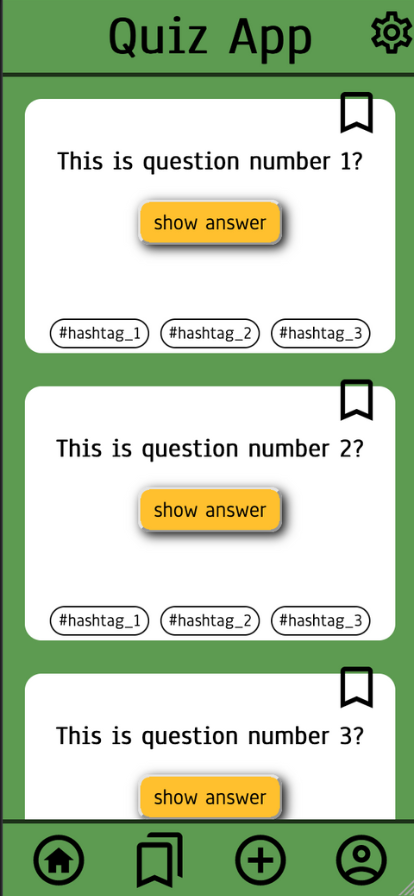 Quiz App
This is question number 1?
show answer
#hashtag_1 #hashtag_2 #hashtag_3
This is question number 2?
show answer
#hashtag_1 #hashtag_2 #hashtag_3
This is question number 3?
show answer